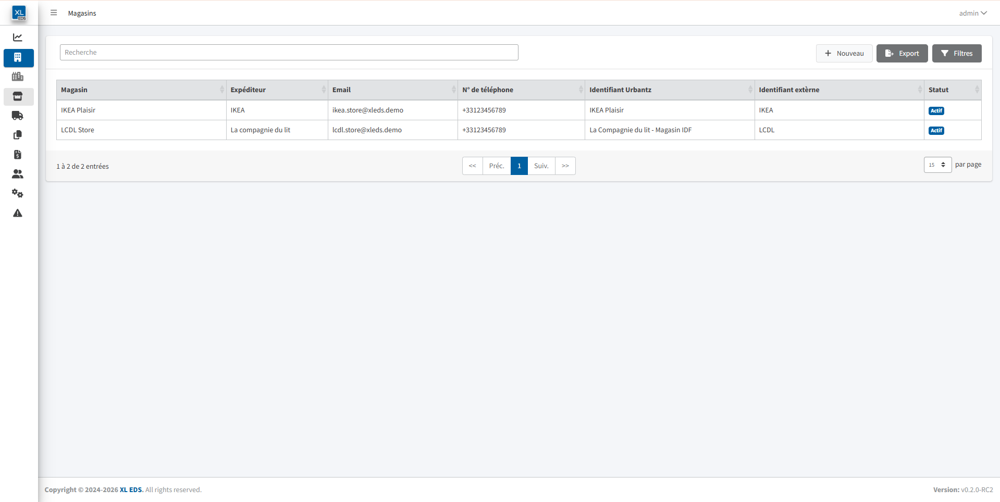 XL
EDS
Magasins
admin
Recherche
Nouveau
Export
Filtres
Magasin Expéditeur Email N° de téléphone Identifiant Urbantz Identifiant extèrne Statut
IKEA Plaisir IKEA ikea.store@xleds.demo +33123456789 IKEA Plaisir IKEA Actif
LCDL Store La compagnie du lit lcdl.store@xleds.demo +33123456789 La Compagnie du lit - Magasin IDF LCDL Actif
1 à 2 de 2 entrées
<< Préc. 1 Suiv. >>
15 par page
Copyright © 2024-2026 XL EDS. All rights reserved.
Version: v0.2.0-RC2